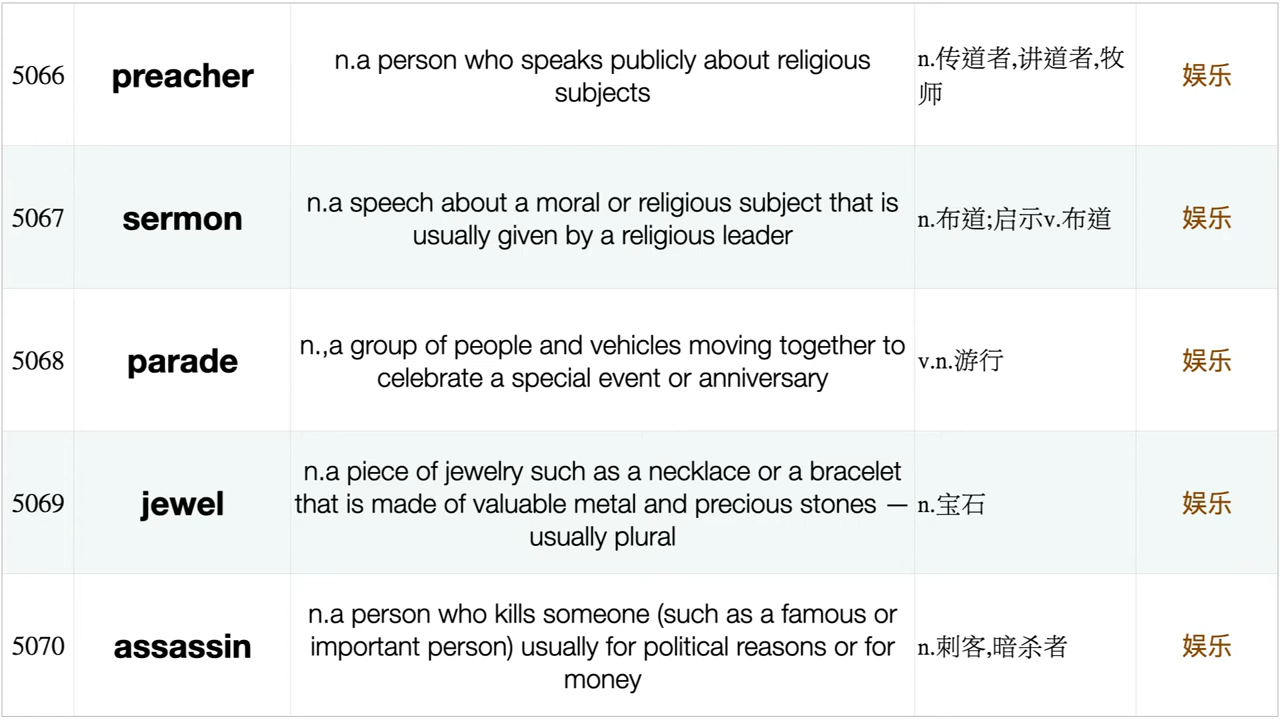 5066 preacher n.a person who speaks publicly about religious n.传道者,讲道者,牧 娱乐
subjects 师
5067 sermon n.a speech about a moral or religious subject that is n.布道;启示v.布道 娱乐
usually given by a religious leader
5068 parade n.,a group of people and vehicles moving together to v.n.游行 娱乐
celebrate a special event or anniversary
n.a piece of jewelry such as a necklace or a bracelet
5069 jewel that is made of valuable metal and precious stones — n.宝石 娱乐
usually plural
n.a person who kills someone (such as a famous or
5070 assassin important person) usually for political reasons or for n.刺客,暗杀者 娱乐
money